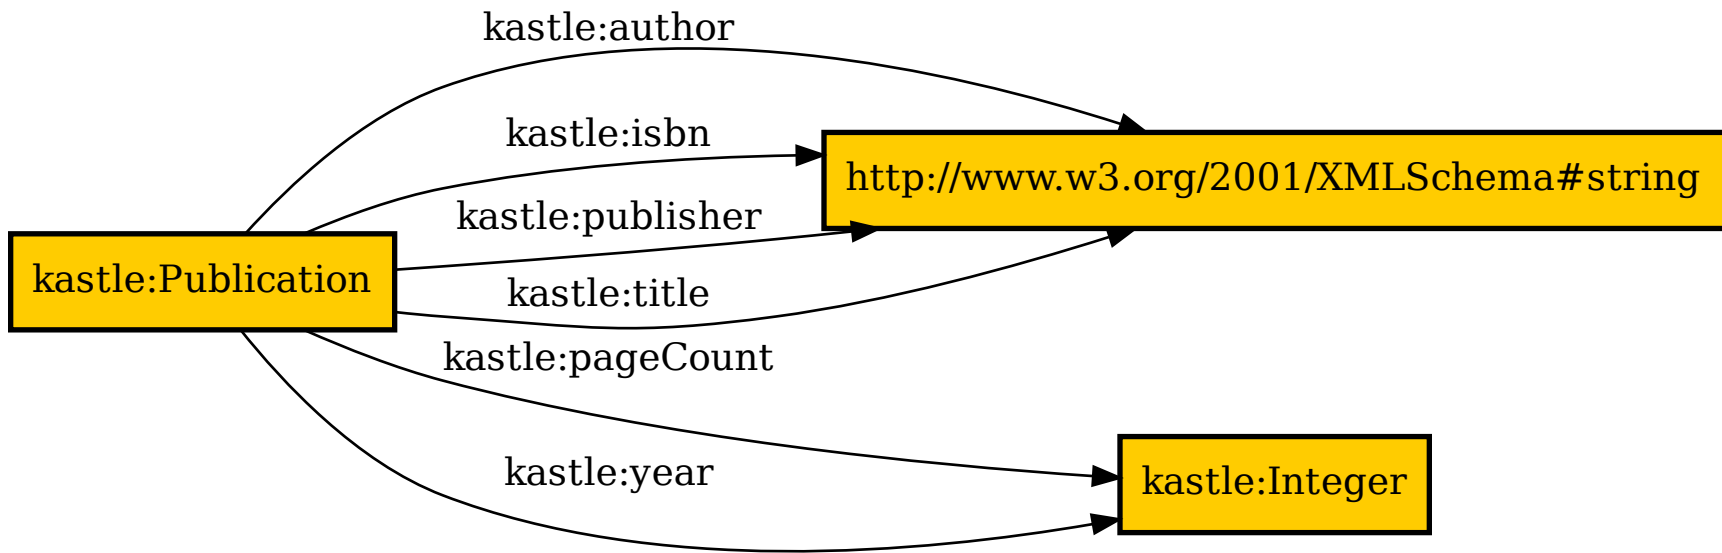 kastle:author
kastle:isbn
http://www.w3.org/2001/XMLSchema#string
kastle:publisher
kastle:Publication
kastle:title
kastle:pageCount
kastle:year
kastle:Integer